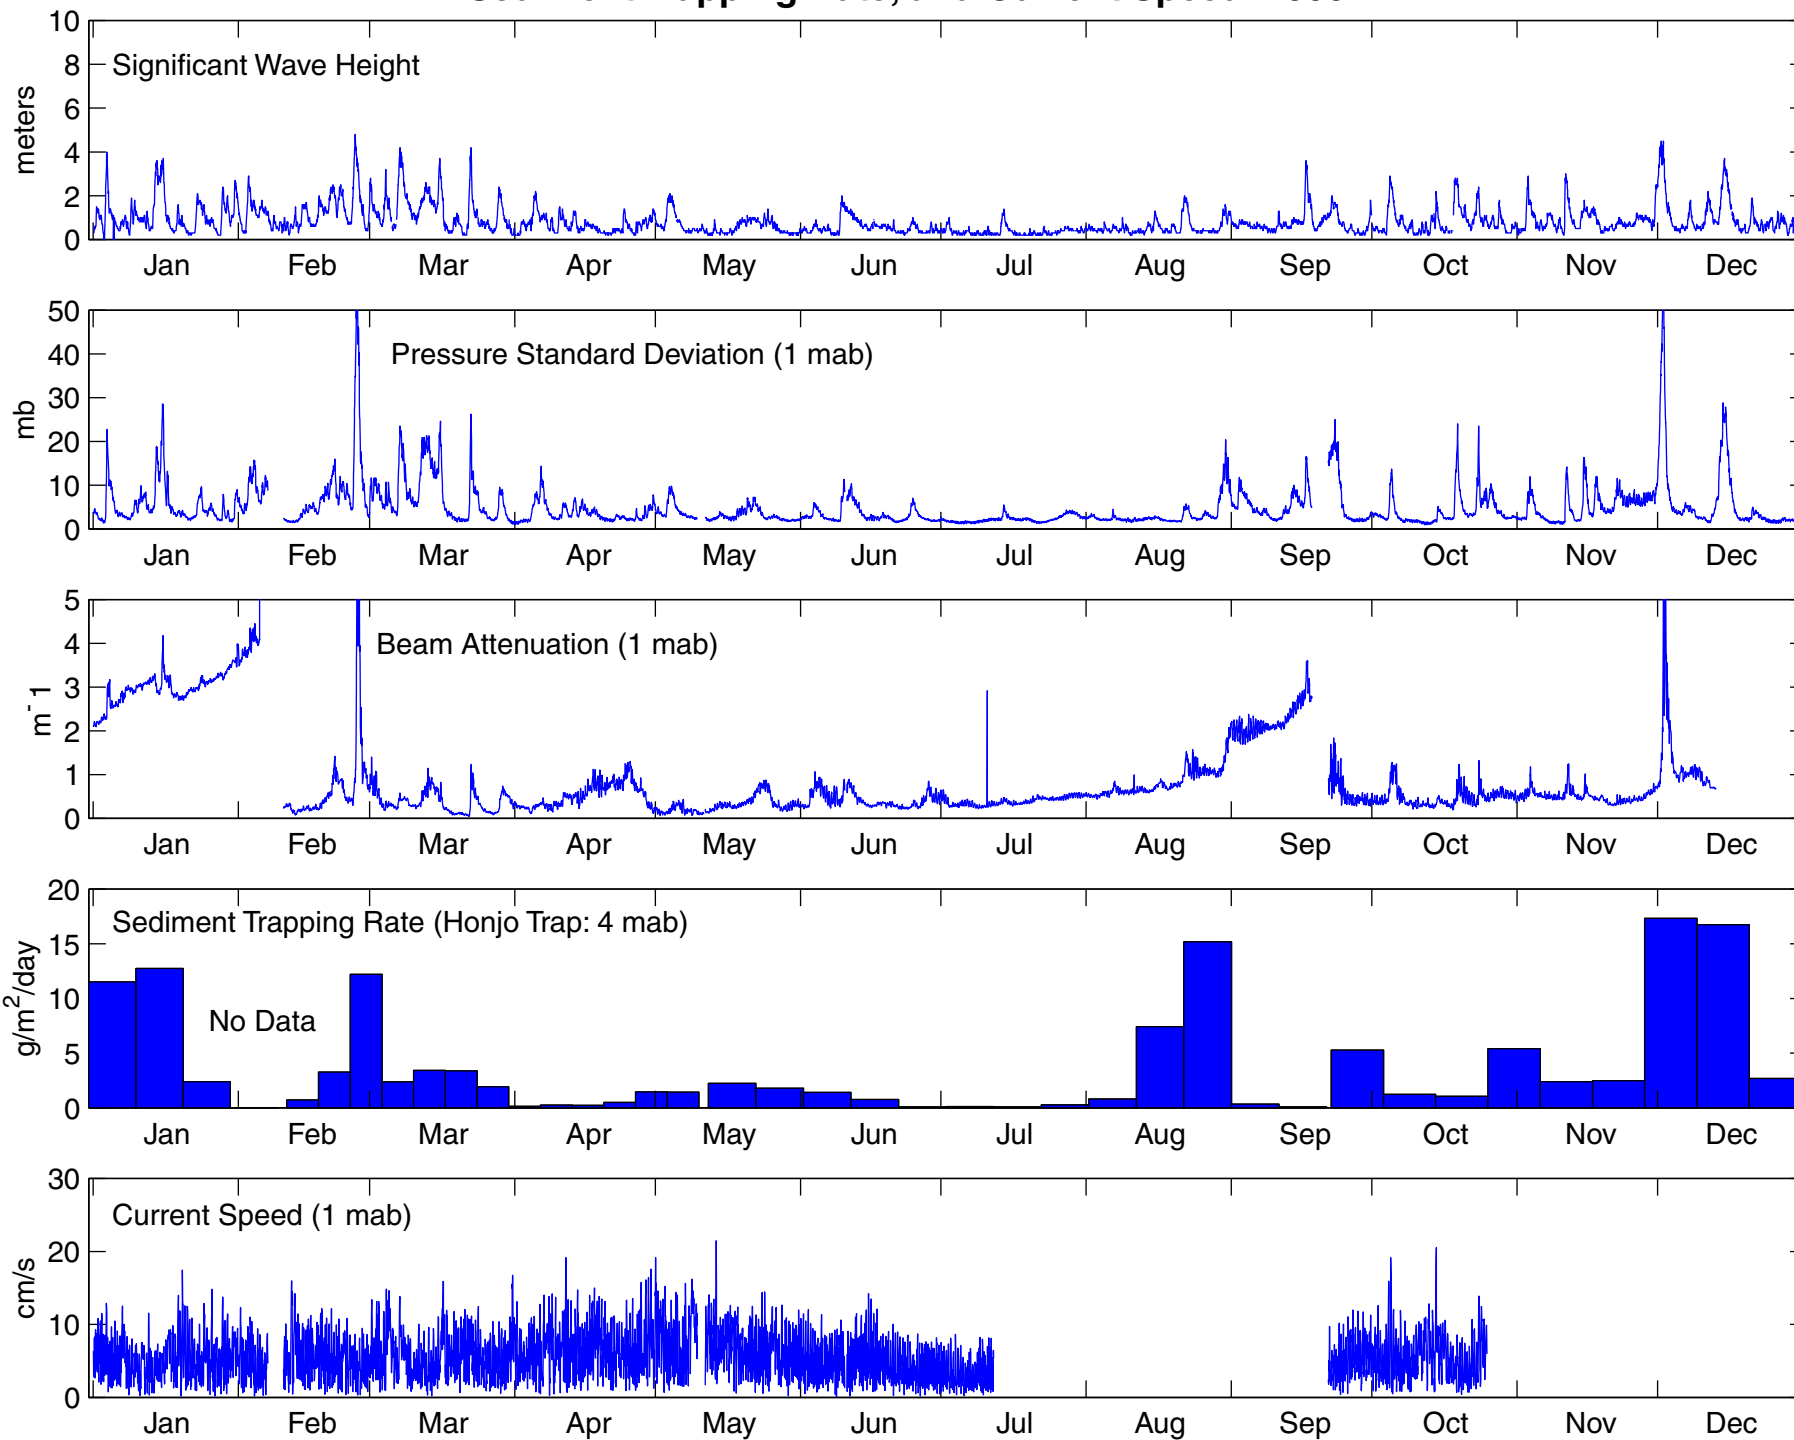 10
8
6
4
2
0
meters
Significant Wave Height
Jan Feb Mar Apr May Jun Jul Aug Sep Oct Nov Dec
50
40
30
20
10
0
mb
Pressure Standard Deviation (1 mab)
Jan Feb Mar Apr May Jun Jul Aug Sep Oct Nov Dec
5
4
3
2
1
0
m⁻1
Beam Attenuation (1 mab)
Jan Feb Mar Apr May Jun Jul Aug Sep Oct Nov Dec
20
15
10
5
0
g/m²/day
Sediment Trapping Rate (Honjo Trap: 4 mab)
No Data
Jan Feb Mar Apr May Jun Jul Aug Sep Oct Nov Dec
30
20
10
0
cm/s
Current Speed (1 mab)
Jan Feb Mar Apr May Jun Jul Aug Sep Oct Nov Dec